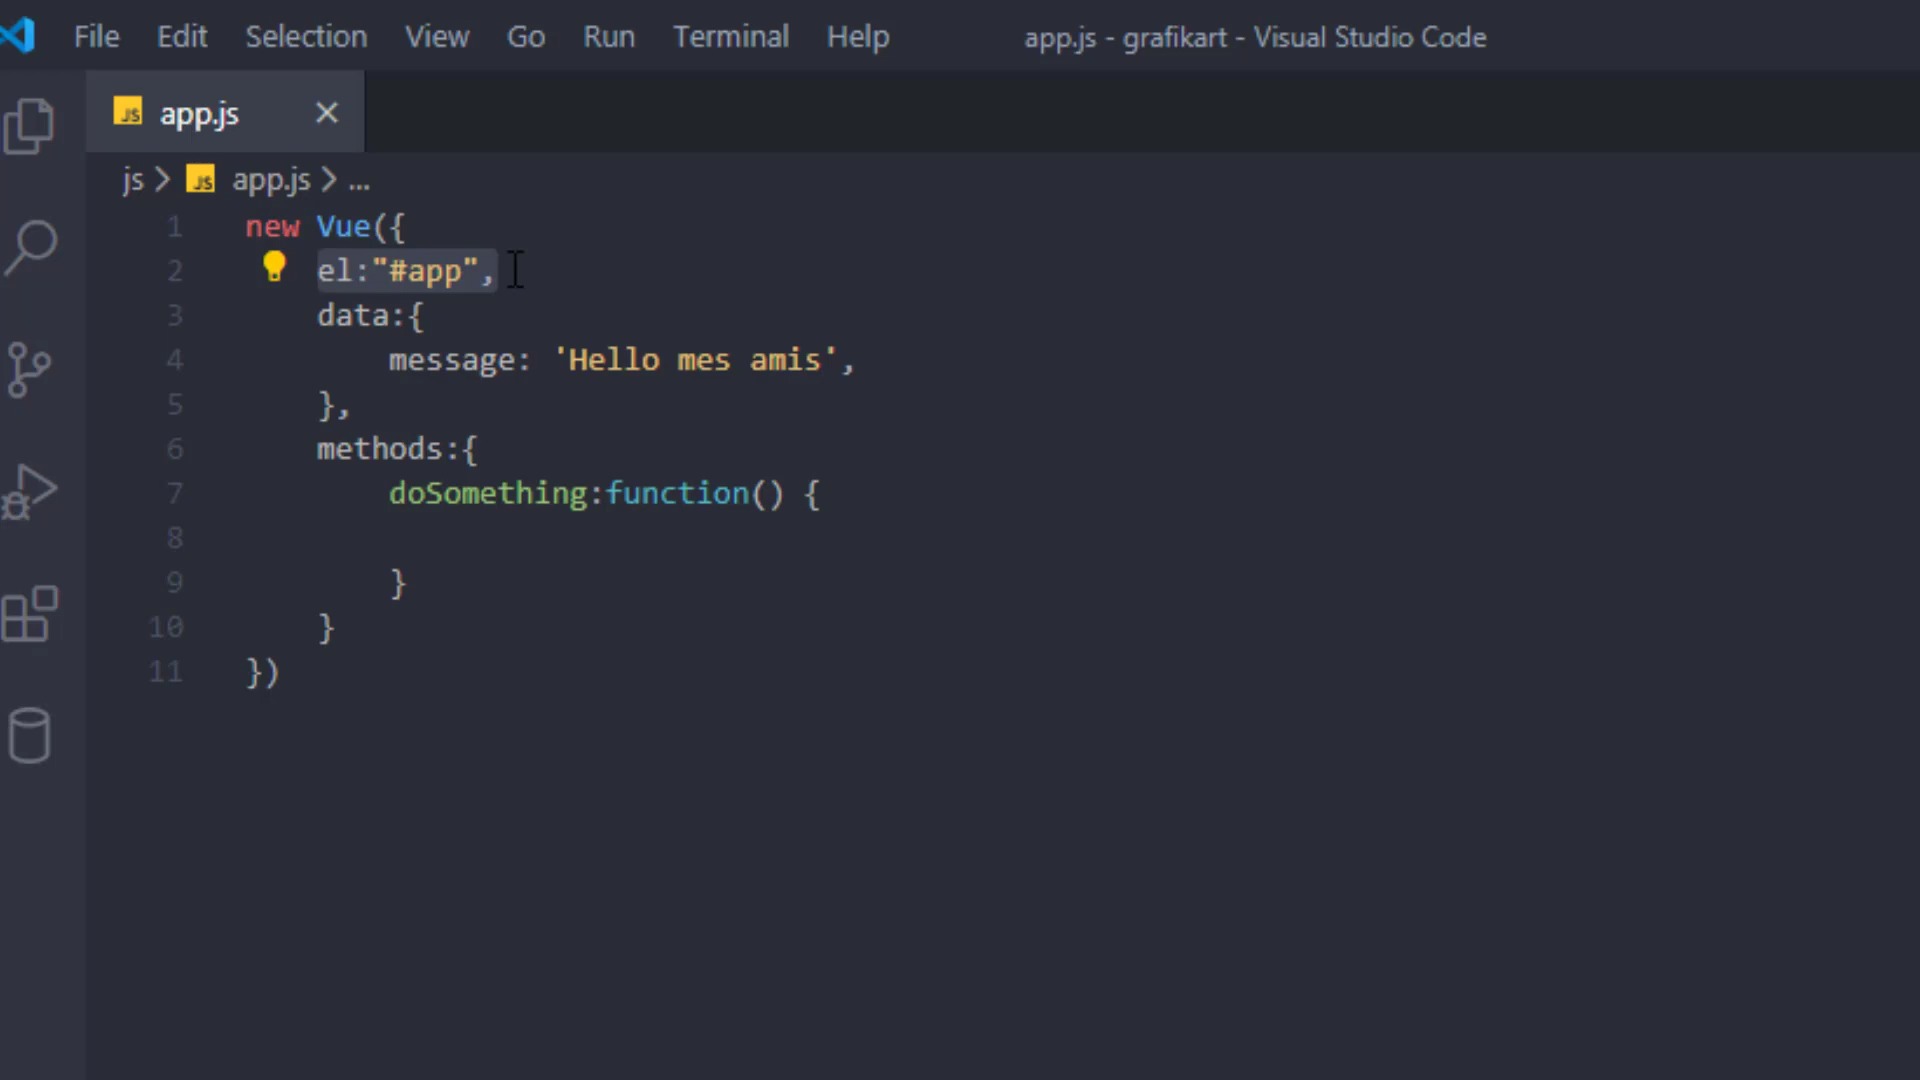 File Edit Selection View Go Run Terminal Help app.js - grafikart - Visual Studio Code
JS app.js ×
js > JS app.js > ...
1 new Vue({
2 el:"#app",
3 data:{
4 message: 'Hello mes amis',
5 },
6 methods:{
7 doSomething:function() {
8
9 }
10 }
11 })